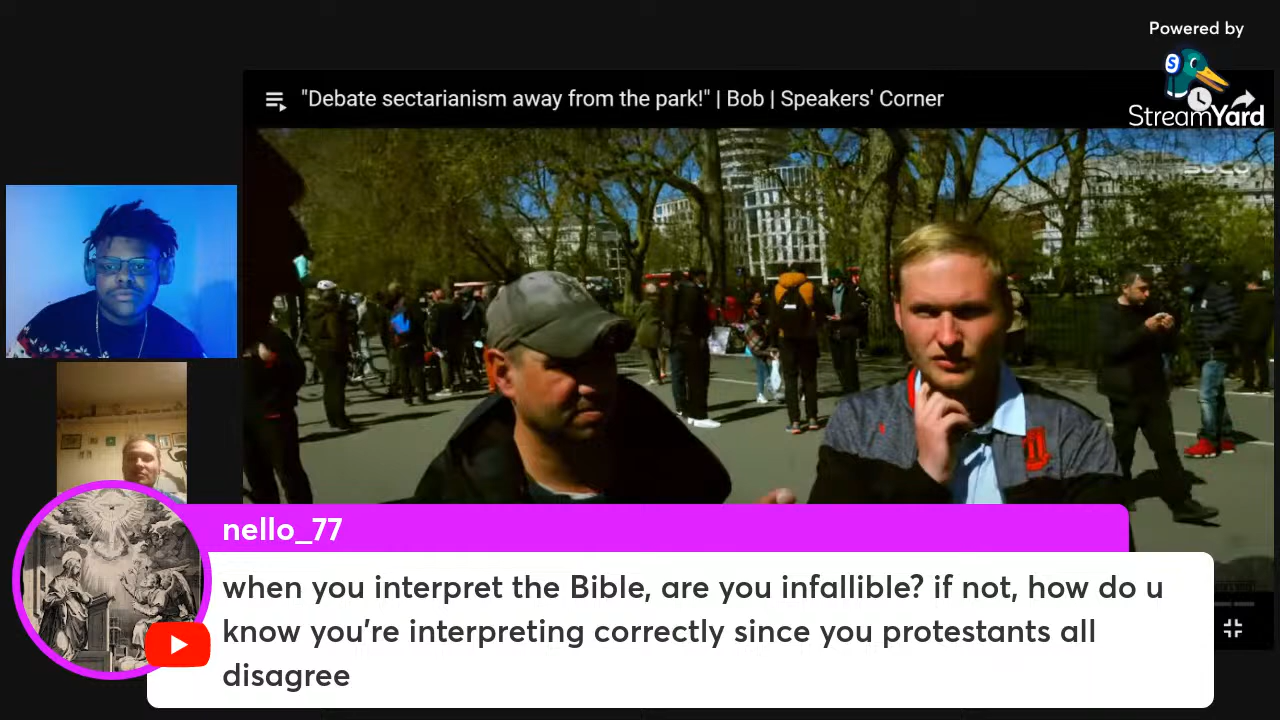 Powered by
S
StreamYard
"Debate sectarianism away from the park!" | Bob | Speakers' Corner
SOCO
nello_77
when you interpret the Bible, are you infallible? if not, how do u
know you're interpreting correctly since you protestants all
disagree